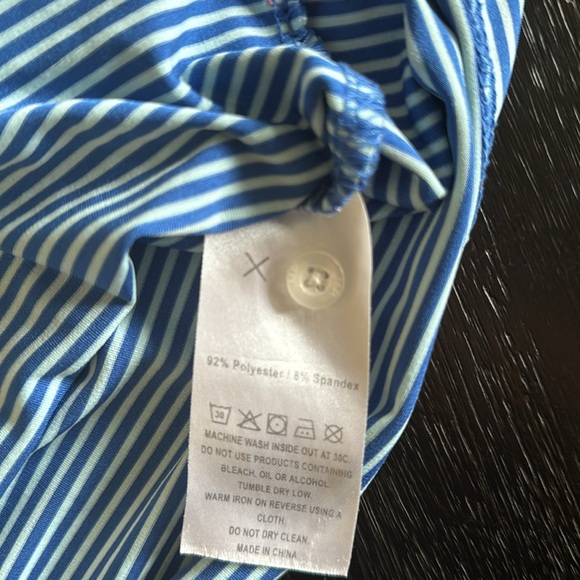 X
92% Polyester / 8% Spandex
30
MACHINE WASH INSIDE OUT AT 30C.
DO NOT USE PRODUCTS CONTAINING
BLEACH, OIL OR ALCOHOL.
TUMBLE DRY LOW.
WARM IRON ON REVERSE USING A
CLOTH.
DO NOT DRY CLEAN.
MADE IN CHINA